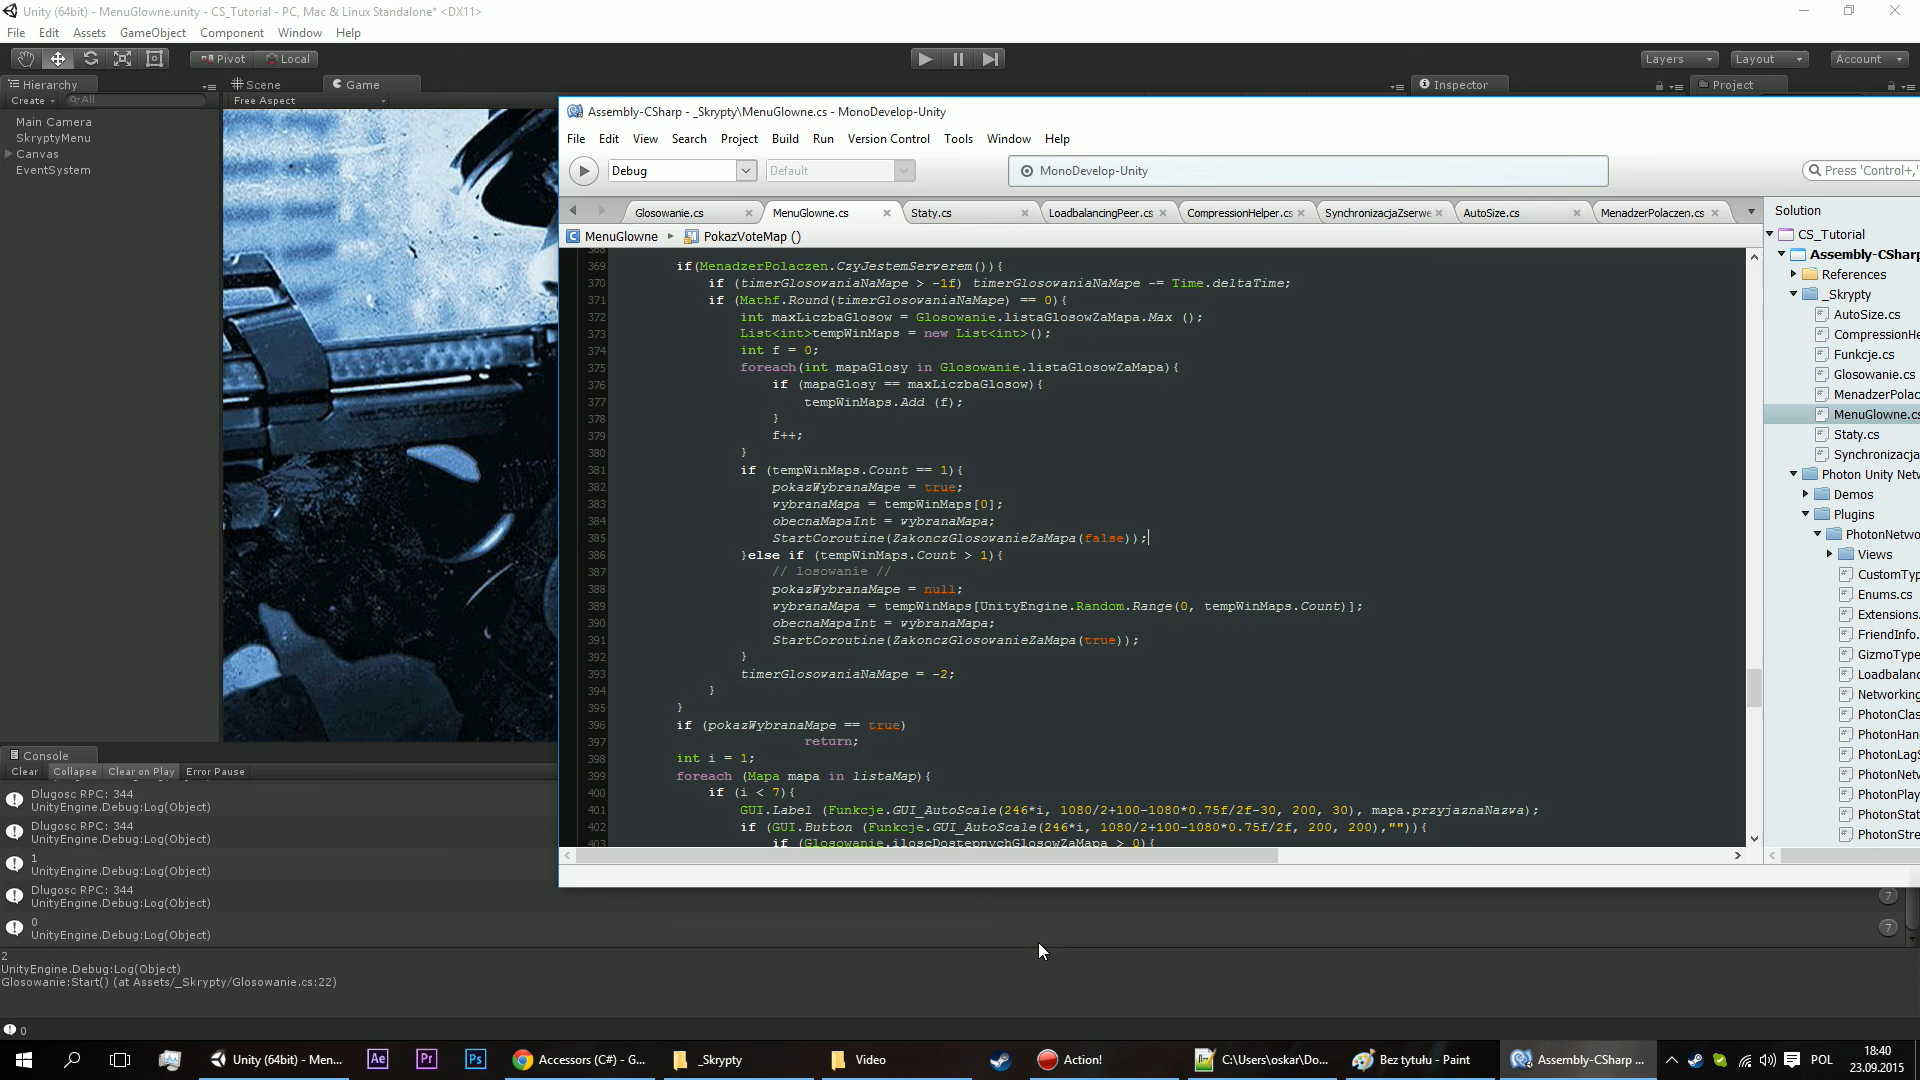 Unity (64bit) - MenuGlowne.unity - CS_Tutorial - PC, Mac & Linux Standalone* <DX11>
File Edit Assets GameObject Component Window Help
Pivot Local Layers Layout Account
Hierarchy Scene Game Inspector Project
Create All Free Aspect
Main Camera
SkryptyMenu
Canvas
EventSystem
Assembly-CSharp - _Skrypty\MenuGlowne.cs - MonoDevelop-Unity
File Edit View Search Project Build Run Version Control Tools Window Help
Debug Default MonoDevelop-Unity Press 'Control+,'
Glosowanie.cs MenuGlowne.cs Staty.cs LoadbalancingPeer.cs CompressionHelper.cs SynchronizacjaZserwe AutoSize.cs MenadzerPolaczen.cs
MenuGlowne PokazVoteMap ()
368
369 if(MenadzerPolaczen.CzyJestemSerwerem()){
370 if (timerGlosowaniaNaMape > -1f) timerGlosowaniaNaMape -= Time.deltaTime;
371 if (Mathf.Round(timerGlosowaniaNaMape) == 0){
372 int maxLiczbaGlosow = Glosowanie.listaGlosowZaMapa.Max ();
373 List<int>tempWinMaps = new List<int>();
374 int f = 0;
375 foreach(int mapaGlosy in Glosowanie.listaGlosowZaMapa){
376 if (mapaGlosy == maxLiczbaGlosow){
377 tempWinMaps.Add (f);
378 }
379 f++;
380 }
381 if (tempWinMaps.Count == 1){
382 pokazWybranaMape = true;
383 wybranaMapa = tempWinMaps[0];
384 obecnaMapaInt = wybranaMapa;
385 StartCoroutine(ZakonczGlosowanieZaMapa(false));
386 }else if (tempWinMaps.Count > 1){
387 // losowanie //
388 pokazWybranaMape = null;
389 wybranaMapa = tempWinMaps[UnityEngine.Random.Range(0, tempWinMaps.Count)];
390 obecnaMapaInt = wybranaMapa;
391 StartCoroutine(ZakonczGlosowanieZaMapa(true));
392 }
393 timerGlosowaniaNaMape = -2;
394 }
395 }
396 if (pokazWybranaMape == true)
397 return;
398 int i = 1;
399 foreach (Mapa mapa in listaMap){
400 if (i < 7){
401 GUI.Label (Funkcje.GUI_AutoScale(246*i, 1080/2+100-1080*0.75f/2f-30, 200, 30), mapa.przyjaznaNazwa);
402 if (GUI.Button (Funkcje.GUI_AutoScale(246*i, 1080/2+100-1080*0.75f/2f, 200, 200),"")){
403 if (Glosowanie.iloscDostepnychGlosowZaMapa > 0){
Solution
CS_Tutorial
Assembly-CSharp
References
_Skrypty
AutoSize.cs
CompressionHe
Funkcje.cs
Glosowanie.cs
MenadzerPolac
MenuGlowne.cs
Staty.cs
Synchronizacja
Photon Unity Netv
Demos
Plugins
PhotonNetwo
Views
CustomTyp
Enums.cs
Extensions.
FriendInfo.
GizmoType
Loadbalanc
Networking
PhotonClas
PhotonHan
PhotonLagS
PhotonNetv
PhotonPlay
PhotonStat
PhotonStre
Console
Clear Collapse Clear on Play Error Pause
Dlugosc RPC: 344
UnityEngine.Debug:Log(Object)
Dlugosc RPC: 344
UnityEngine.Debug:Log(Object)
1
UnityEngine.Debug:Log(Object)
Dlugosc RPC: 344
UnityEngine.Debug:Log(Object) 7
0
UnityEngine.Debug:Log(Object) 7
2
UnityEngine.Debug:Log(Object)
Glosowanie:Start() (at Assets/_Skrypty/Glosowanie.cs:22)
0
Unity (64bit) - Men... Ae Pr Ps Accessors (C#) - G... _Skrypty Video Action! C:\Users\oskar\Do... Bez tytułu - Paint Assembly-CSharp ... POL 18:40
23.09.2015